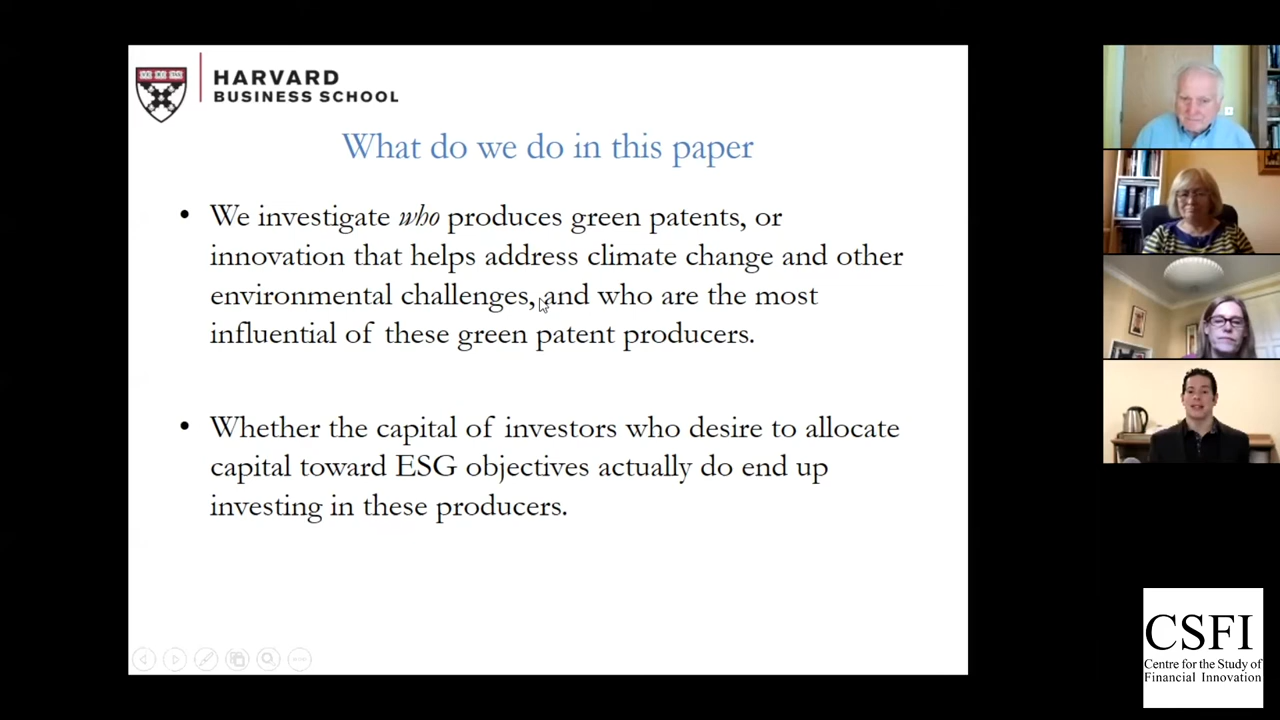 HARVARD
BUSINESS SCHOOL
What do we do in this paper
• We investigate who produces green patents, or
innovation that helps address climate change and other
environmental challenges, and who are the most
influential of these green patent producers.
• Whether the capital of investors who desire to allocate
capital toward ESG objectives actually do end up
investing in these producers.
CSFI
Centre for the Study of
Financial Innovation